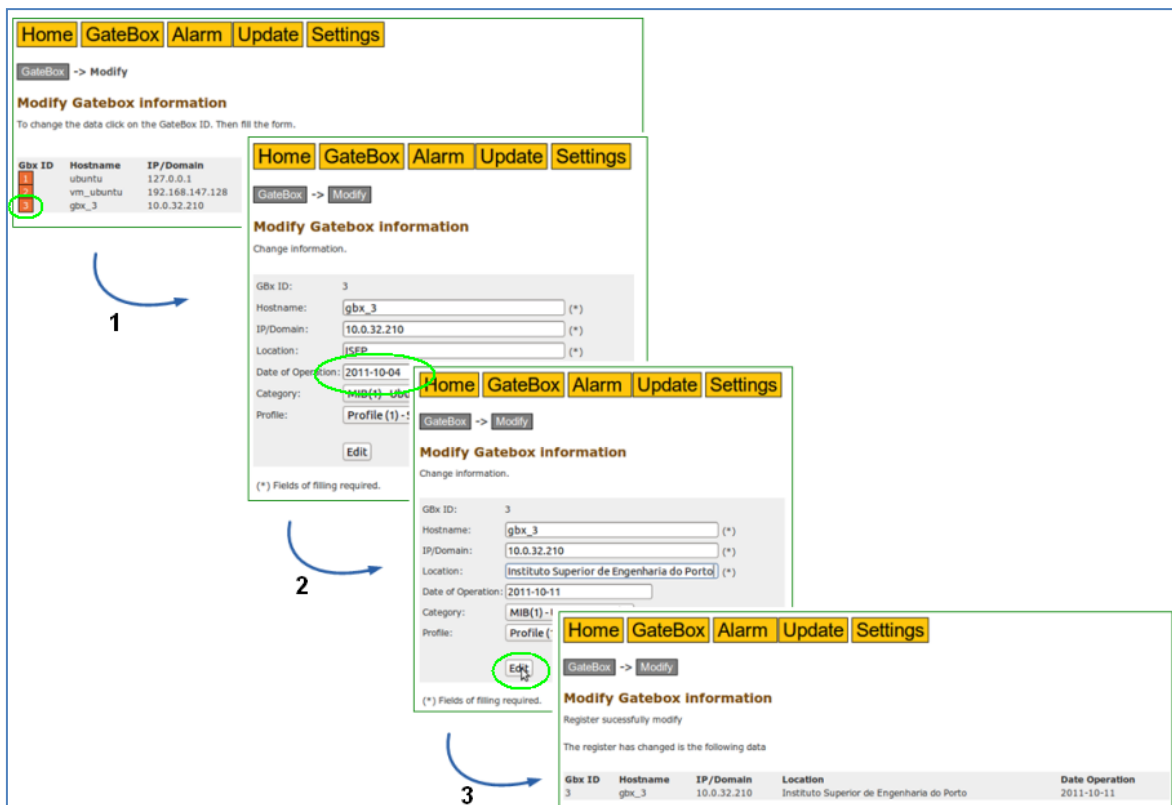 Home GateBox Alarm Update Settings
GateBox -> Modify
Modify Gatebox information
To change the data click on the GateBox ID. Then fill the form.
Gbx ID Hostname IP/Domain
1 ubuntu 127.0.0.1
2 vm_ubuntu 192.168.147.128
3 gbx_3 10.0.32.210
1
Home GateBox Alarm Update Settings
GateBox -> Modify
Modify Gatebox information
Change information.
GBx ID: 3
Hostname: gbx_3 (*)
IP/Domain: 10.0.32.210 (*)
Location: ISEP (*)
Date of Operation: 2011-10-04
Category: MIB(1) - Ubu
Profile: Profile (1) - S
Edit
(*) Fields of filling required.
2
Home GateBox Alarm Update Settings
GateBox -> Modify
Modify Gatebox information
Change information.
GBx ID: 3
Hostname: gbx_3 (*)
IP/Domain: 10.0.32.210 (*)
Location: Instituto Superior de Engenharia do Porto (*)
Date of Operation: 2011-10-11
Category: MIB(1) -
Profile: Profile (
Edit
(*) Fields of filling required.
3
Home GateBox Alarm Update Settings
GateBox -> Modify
Modify Gatebox information
Register sucessfully modify
The register has changed is the following data
Gbx ID Hostname IP/Domain Location Date Operation
3 gbx_3 10.0.32.210 Instituto Superior de Engenharia do Porto 2011-10-11